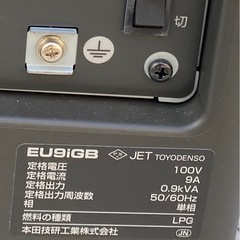 切
EU9iGB JET TOYODENSO
定格電圧 100V
定格電流 9A
定格出力 0.9kVA
定格出力周波数 50/60Hz
相 単相
燃料の種類 LPG
本田技研工業株式会社 JN